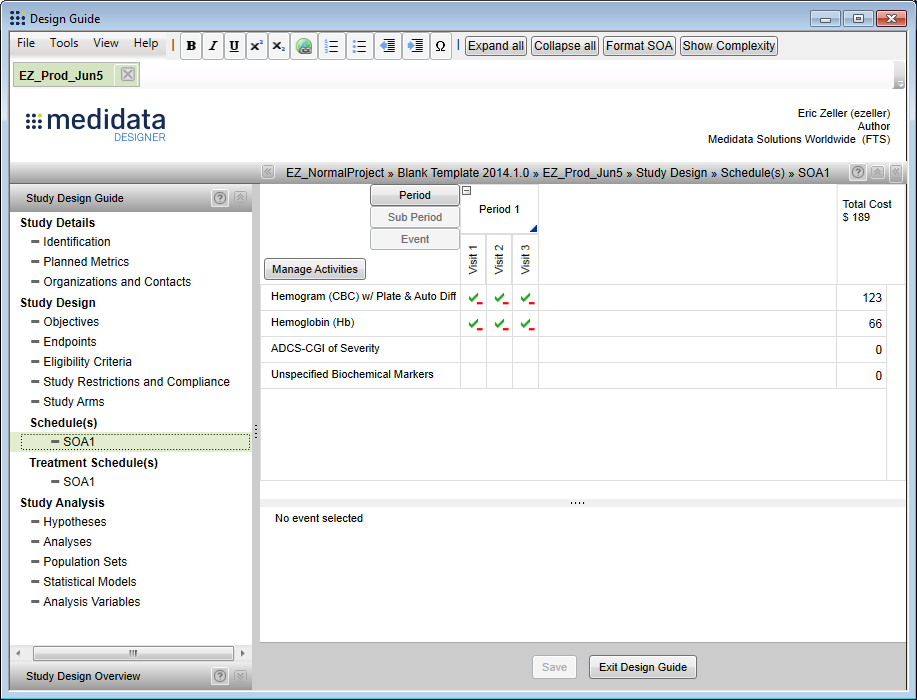 Design Guide
File Tools View Help
B I U x² x₂ Ω Expand all Collapse all Format SOA Show Complexity
EZ_Prod_Jun5
medidata
DESIGNER
Eric Zeller (ezeller)
Author
Medidata Solutions Worldwide (FTS)
EZ_NormalProject » Blank Template 2014.1.0 » EZ_Prod_Jun5 » Study Design » Schedule(s) » SOA1
Study Design Guide
Study Details
Identification
Planned Metrics
Organizations and Contacts
Study Design
Objectives
Endpoints
Eligibility Criteria
Study Restrictions and Compliance
Study Arms
Schedule(s)
SOA1
Treatment Schedule(s)
SOA1
Study Analysis
Hypotheses
Analyses
Population Sets
Statistical Models
Analysis Variables
Study Design Overview
Period
Sub Period
Event
Manage Activities
Period 1
Visit 1 Visit 2 Visit 3
Total Cost
$ 189
Hemogram (CBC) w/ Plate & Auto Diff 123
Hemoglobin (Hb) 66
ADCS-CGI of Severity 0
Unspecified Biochemical Markers 0
No event selected
Save Exit Design Guide